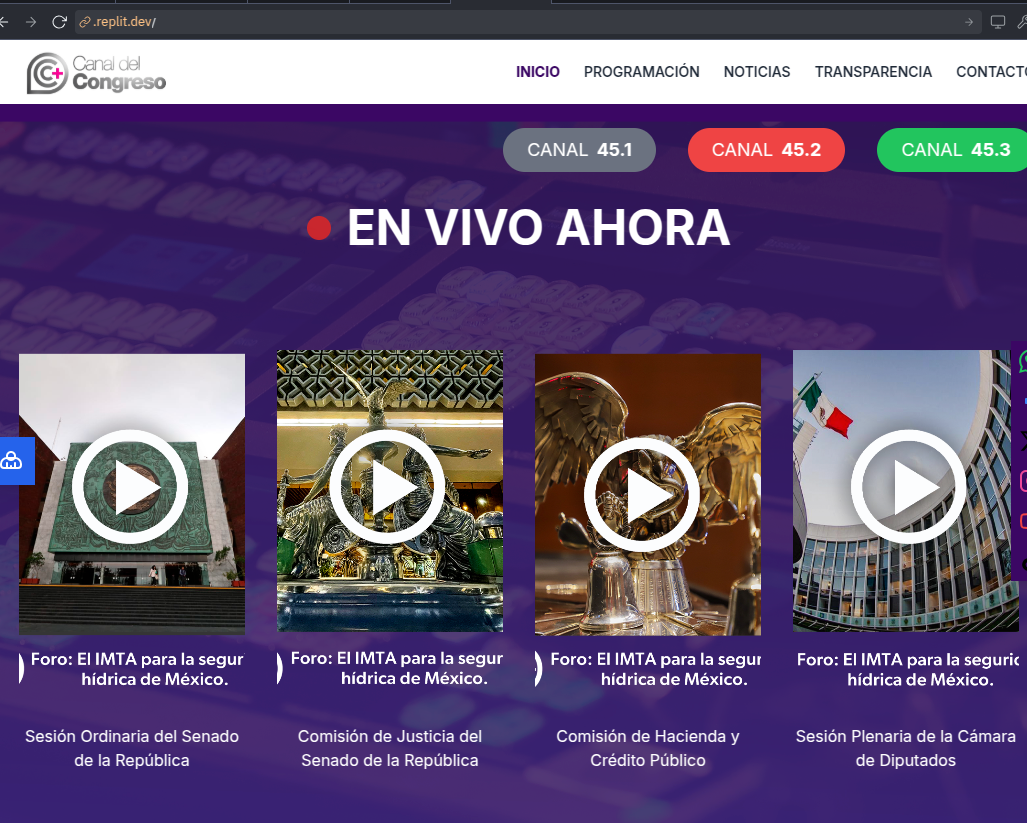 .replit.dev/
Canal del
Congreso
INICIO PROGRAMACIÓN NOTICIAS TRANSPARENCIA CONTACTO
CANAL 45.1 CANAL 45.2 CANAL 45.3
EN VIVO AHORA
Foro: El IMTA para la segur
hídrica de México.
Foro: El IMTA para la segur
hídrica de México.
Foro: El IMTA para la segur
hídrica de México.
Foro: El IMTA para la seguric
hídrica de México.
Sesión Ordinaria del Senado
de la República
Comisión de Justicia del
Senado de la República
Comisión de Hacienda y
Crédito Público
Sesión Plenaria de la Cámara
de Diputados